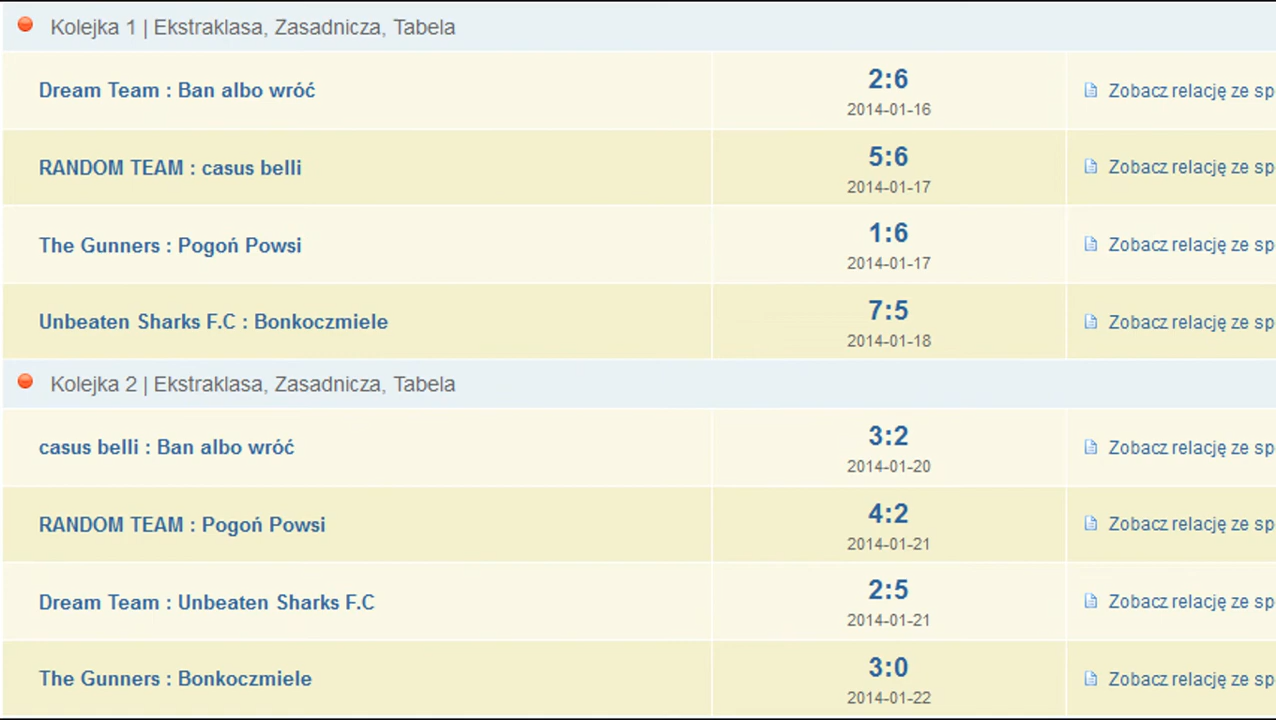 Kolejka 1 | Ekstraklasa, Zasadnicza, Tabela
Dream Team : Ban albo wróć
2:6
2014-01-16
Zobacz relację ze sp
RANDOM TEAM : casus belli
5:6
2014-01-17
Zobacz relację ze sp
The Gunners : Pogoń Powsi
1:6
2014-01-17
Zobacz relację ze sp
Unbeaten Sharks F.C : Bonkoczmiele
7:5
2014-01-18
Zobacz relację ze sp
Kolejka 2 | Ekstraklasa, Zasadnicza, Tabela
casus belli : Ban albo wróć
3:2
2014-01-20
Zobacz relację ze sp
RANDOM TEAM : Pogoń Powsi
4:2
2014-01-21
Zobacz relację ze sp
Dream Team : Unbeaten Sharks F.C
2:5
2014-01-21
Zobacz relację ze sp
The Gunners : Bonkoczmiele
3:0
2014-01-22
Zobacz relację ze sp